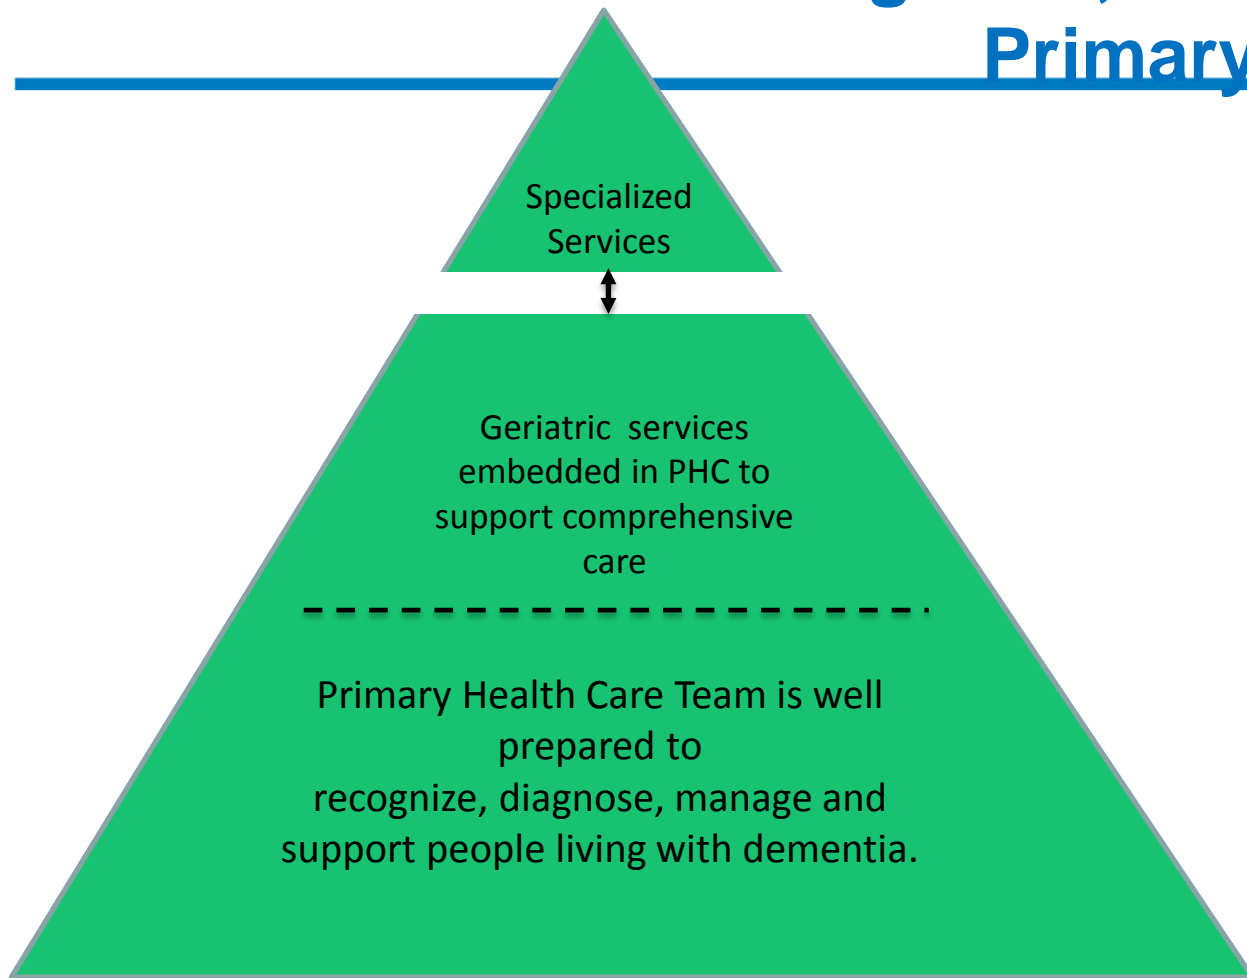 Primary
Specialized
Services
Geriatric services
embedded in PHC to
support comprehensive
care
Primary Health Care Team is well
prepared to
recognize, diagnose, manage and
support people living with dementia.